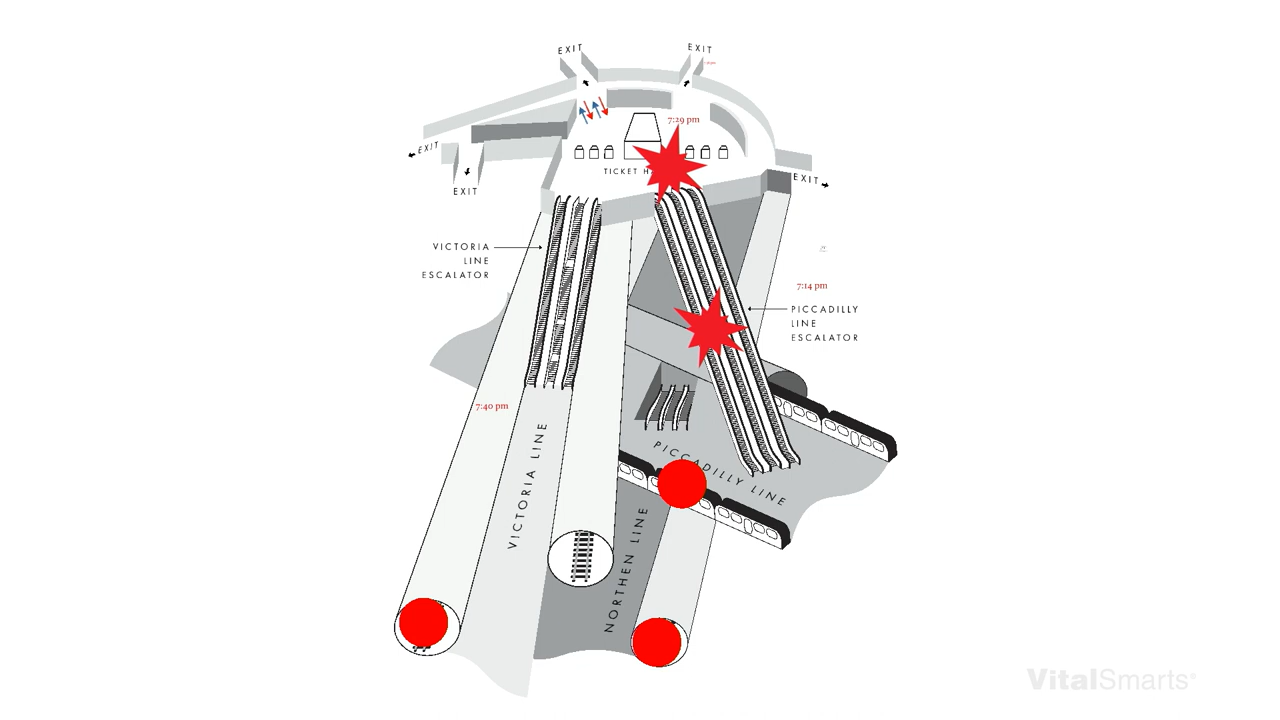 EXIT
EXIT
7:29 pm
EXIT
EXIT
EXIT
TICKET
VICTORIA
LINE
ESCALATOR
7:14 pm
PICCADILLY
LINE
ESCALATOR
7:40 pm
VICTORIA LINE
PICCADILLY LINE
NORTHEN LINE
VitalSmarts